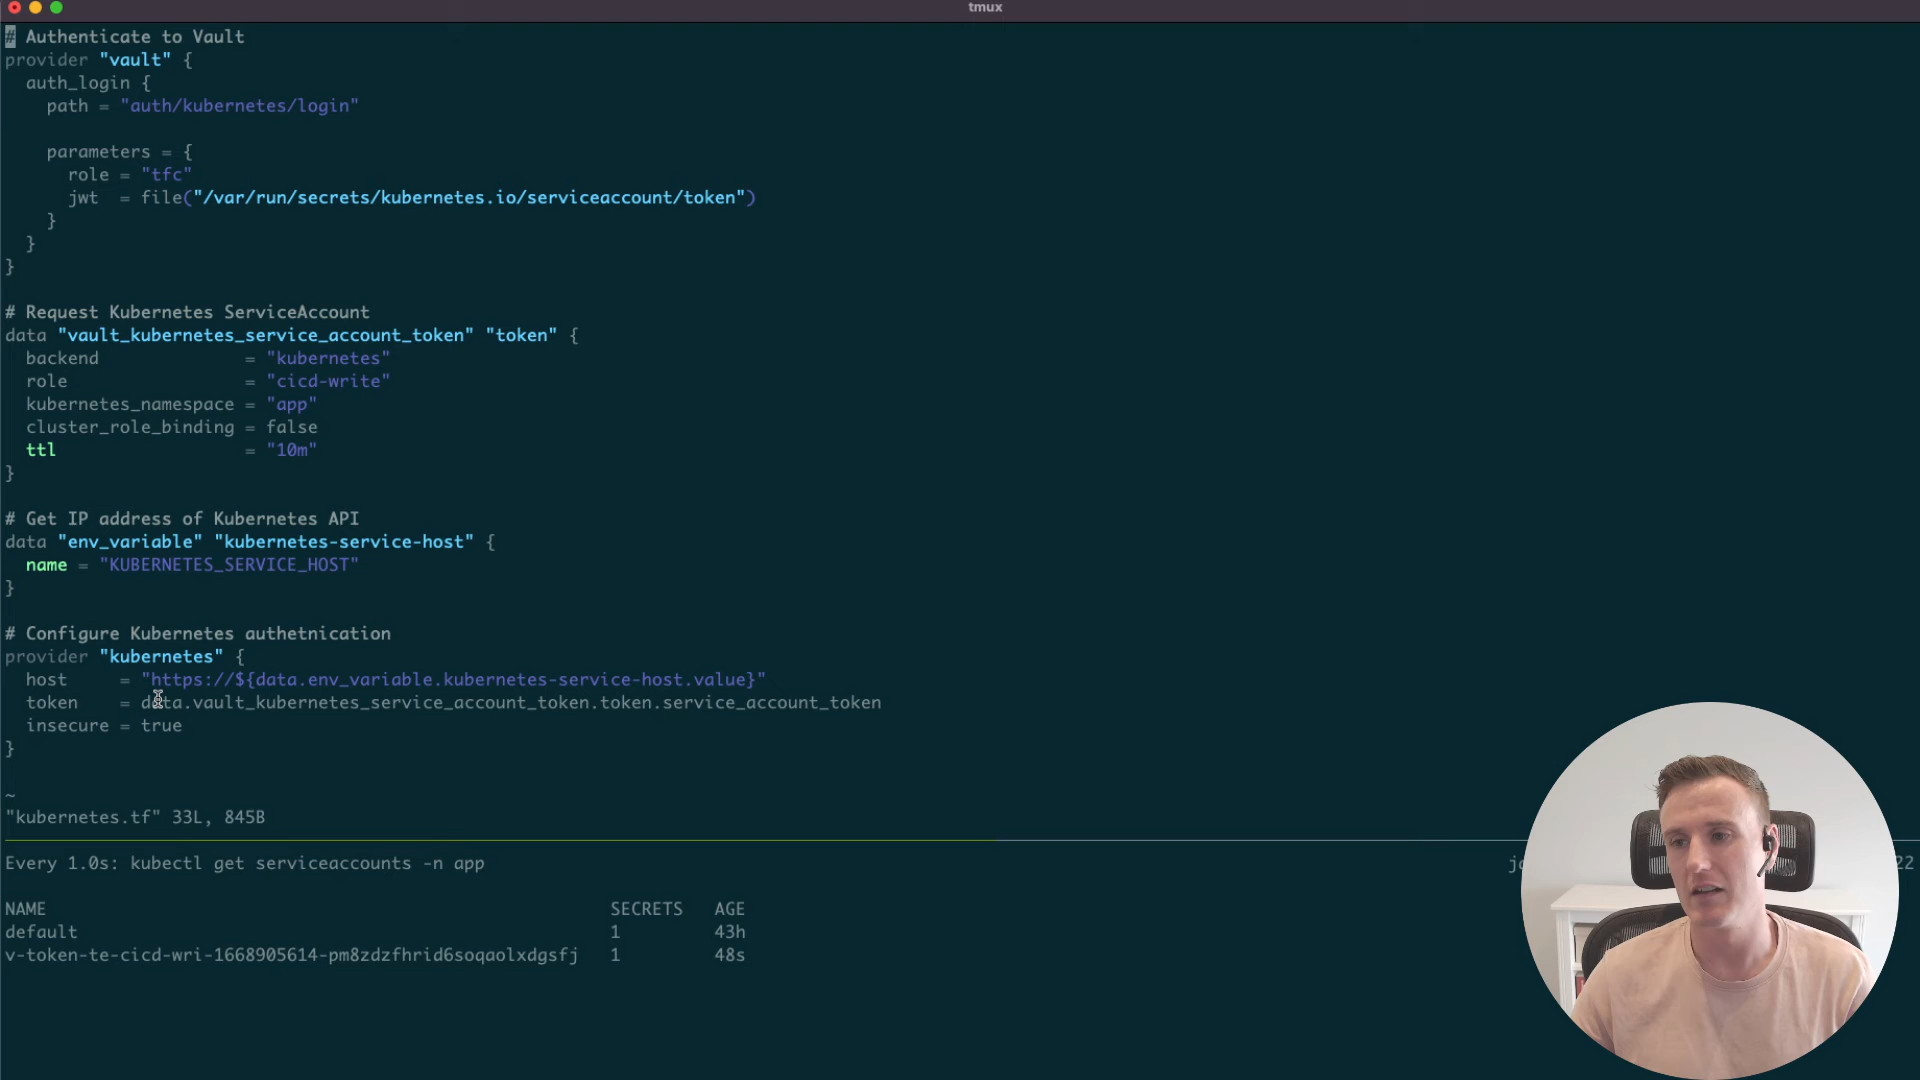 tmux
# Authenticate to Vault
provider "vault" {
  auth_login {
    path = "auth/kubernetes/login"
    parameters = {
      role = "tfc"
      jwt  = file("/var/run/secrets/kubernetes.io/serviceaccount/token")
    }
  }
}
# Request Kubernetes ServiceAccount
data "vault_kubernetes_service_account_token" "token" {
  backend              = "kubernetes"
  role                 = "cicd-write"
  kubernetes_namespace = "app"
  cluster_role_binding = false
  ttl                  = "10m"
}
# Get IP address of Kubernetes API
data "env_variable" "kubernetes-service-host" {
  name = "KUBERNETES_SERVICE_HOST"
}
# Configure Kubernetes authetnication
provider "kubernetes" {
  host     = "https://${data.env_variable.kubernetes-service-host.value}"
  token    = data.vault_kubernetes_service_account_token.token.service_account_token
  insecure = true
}
~
"kubernetes.tf" 33L, 845B
Every 1.0s: kubectl get serviceaccounts -n app
NAME SECRETS AGE
default 1 43h
v-token-te-cicd-wri-1668905614-pm8zdzfhrid6soqaolxdgsfj 1 48s